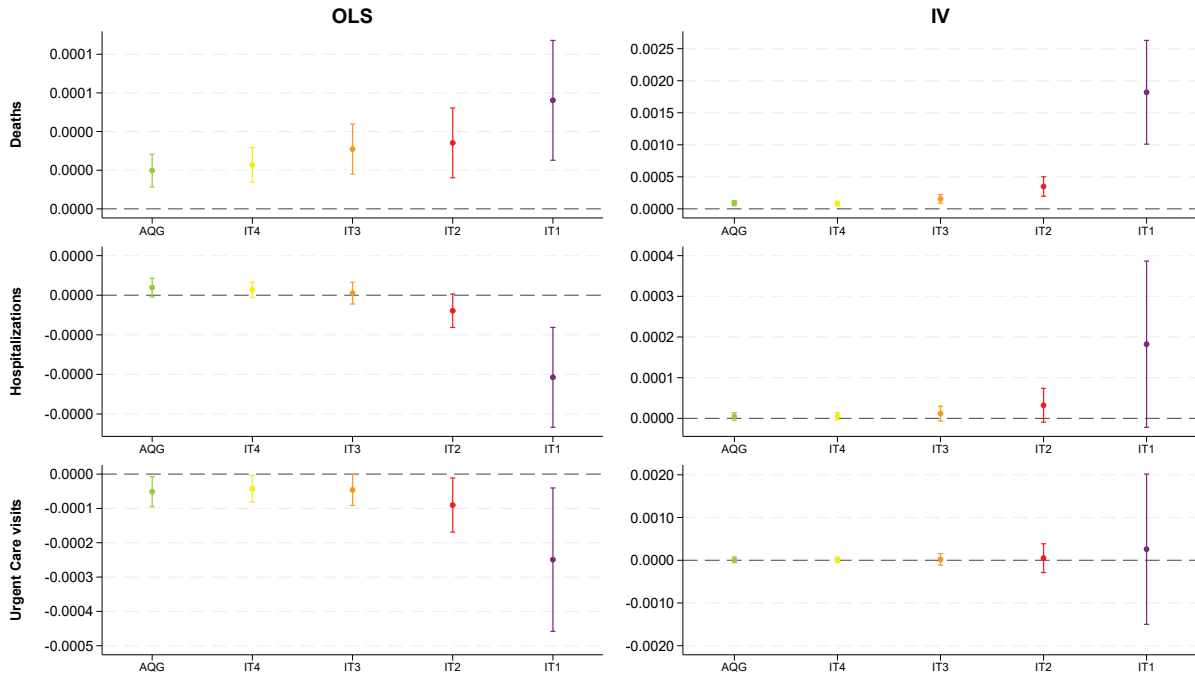 OLS
IV
Deaths
0.0001
0.0001
0.0000
0.0000
0.0000
AQG IT4 IT3 IT2 IT1
0.0025
0.0020
0.0015
0.0010
0.0005
0.0000
AQG IT4 IT3 IT2 IT1
Hospitalizations
0.0000
0.0000
-0.0000
-0.0000
-0.0000
AQG IT4 IT3 IT2 IT1
0.0004
0.0003
0.0002
0.0001
0.0000
AQG IT4 IT3 IT2 IT1
Urgent Care visits
0.0000
-0.0001
-0.0002
-0.0003
-0.0004
-0.0005
AQG IT4 IT3 IT2 IT1
0.0020
0.0010
0.0000
-0.0010
-0.0020
AQG IT4 IT3 IT2 IT1